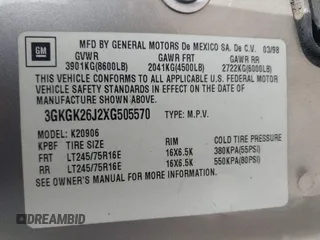 GM
MFD BY GENERAL MOTORS De MEXICO SA. De C.V. 03/98
GVWR GAWR FRT GAWR RR
3901KG(8600LB) 2041KG(4500LB) 2722KG(6000LB)
THIS VEHICLE CONFORMS TO ALL APPLICABLE U.S. FEDERAL
MOTOR VEHICLE SAFETY STANDARDS IN EFFECT ON THE DATE
OF MANUFACTURE SHOWN ABOVE.
3GKGK26J2XG505570 TYPE: M.P.V.
MODEL: K20906
KPBF TIRE SIZE RIM COLD TIRE PRESSURE
FRT LT245/75R16E 16X6.5K 380KPA(55PSI)
RR LT245/75R16E 16X6.5K 550KPA(80PSI)
SEE OWNER'S MANUAL FOR MORE INFORMATION.
DREAMBID